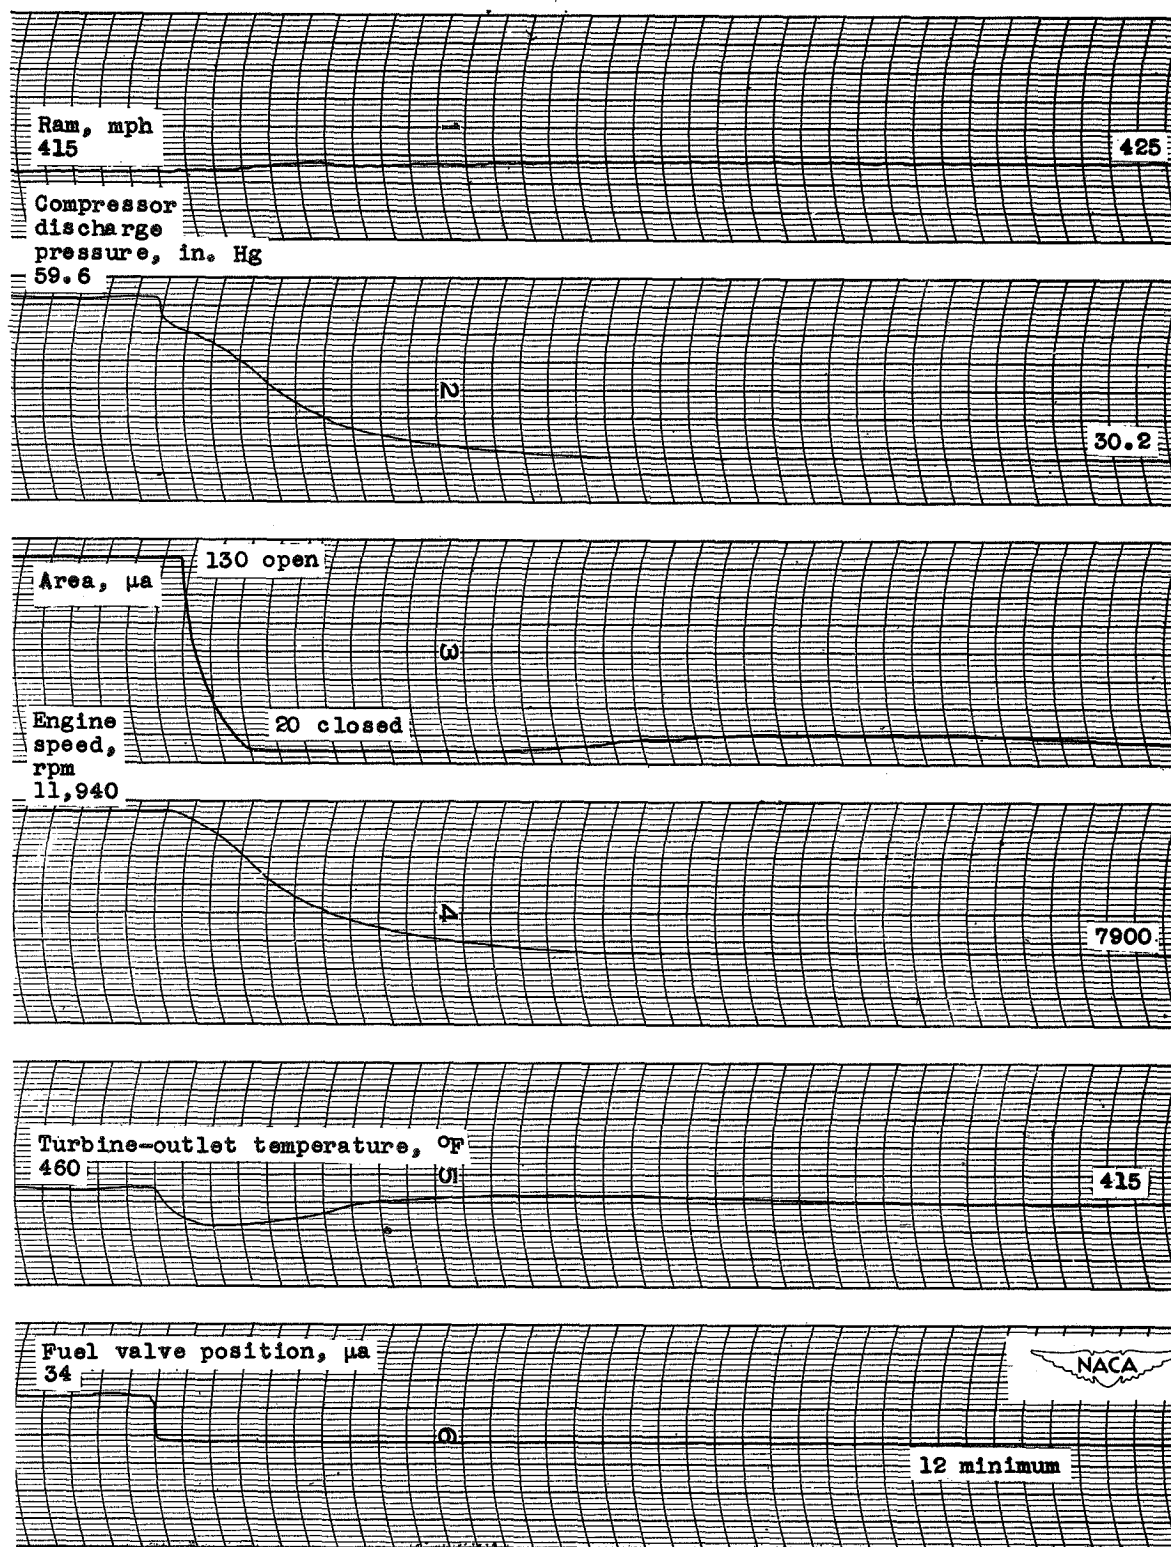 Ram, mph
415
1
425
Compressor
discharge
pressure, in. Hg
59.6
2
30.2
130 open
Area, μa
3
20 closed
Engine
speed,
rpm
11,940
4
7900
Turbine-outlet temperature, °F
460
5
415
Fuel valve position, μa
34
NACA
6
12 minimum